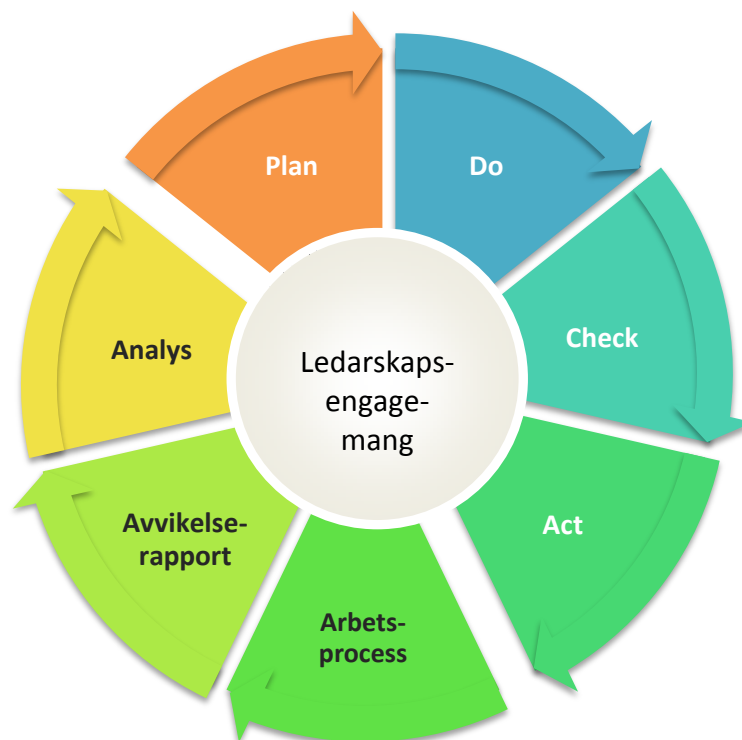 Plan
Do
Check
Act
Arbets-
process
Avvikelse-
rapport
Analys
Ledarskaps-
engage-
mang